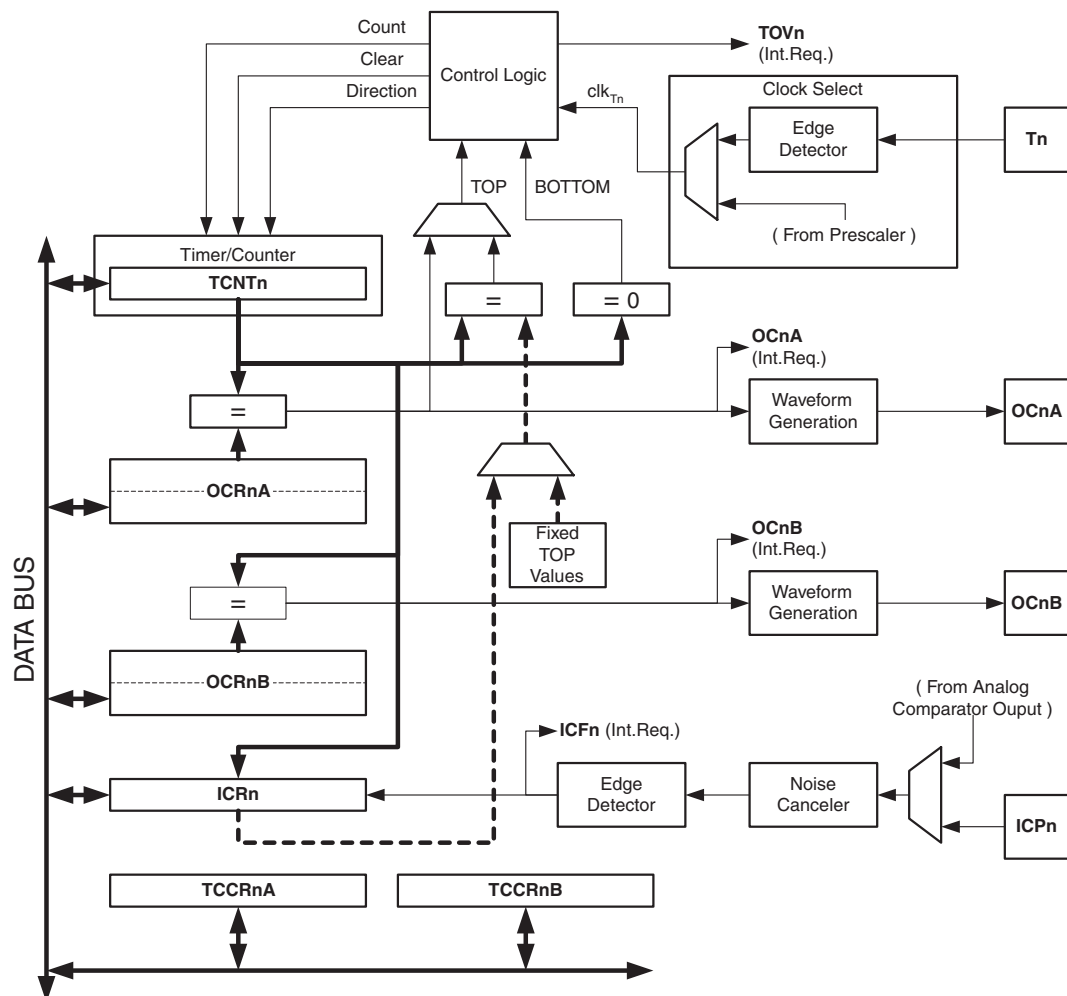 Count
Clear
Direction
Control Logic
TOVn
(Int.Req.)
clkTn
Clock Select
Edge
Detector
Tn
( From Prescaler )
TOP
BOTTOM
Timer/Counter
TCNTn
=
= 0
OCnA
(Int.Req.)
=
Waveform
Generation
OCnA
OCRnA
Fixed
TOP
Values
OCnB
(Int.Req.)
=
Waveform
Generation
OCnB
OCRnB
DATA BUS
( From Analog
Comparator Ouput )
ICFn (Int.Req.)
ICRn
Edge
Detector
Noise
Canceler
ICPn
TCCRnA
TCCRnB